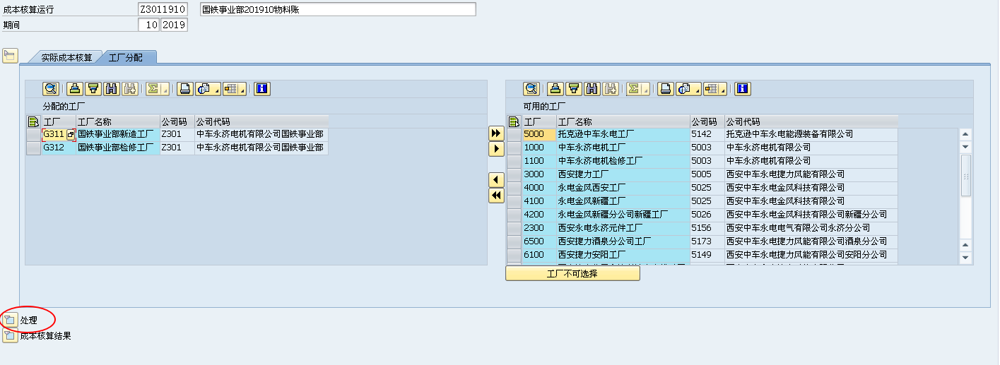 成本核算运行 Z3011910 国铁事业部201910物料账
期间 10 2019
实际成本核算 工厂分配
分配的工厂
工厂 工厂名称 公司码 公司代码
G311 国铁事业部新造工厂 Z301 中车永济电机有限公司国铁事业部
G312 国铁事业部检修工厂 Z301 中车永济电机有限公司国铁事业部
可用的工厂
工厂 工厂名称 公司码 公司代码
5000 托克逊中车永电工厂 5142 托克逊中车永电能源装备有限公司
1000 中车永济电机工厂 5003 中车永济电机有限公司
1100 中车永济电机检修工厂 5003 中车永济电机有限公司
3000 西安捷力工厂 5005 西安中车永电捷力风能有限公司
4000 永电金风西安工厂 5025 西安中车永电金风科技有限公司
4100 永电金风新疆工厂 5025 西安中车永电金风科技有限公司
4200 永电金风新疆分公司新疆工厂 5026 西安中车永电金风科技有限公司新疆分公司
2300 西安永电永济元件工厂 5156 西安中车永电电气有限公司永济分公司
6500 西安捷力酒泉分公司工厂 5173 西安中车永电捷力风能有限公司酒泉分公司
6100 西安捷力安阳工厂 5149 西安中车永电捷力风能有限公司安阳分公司
工厂不可选择
处理
成本核算结果